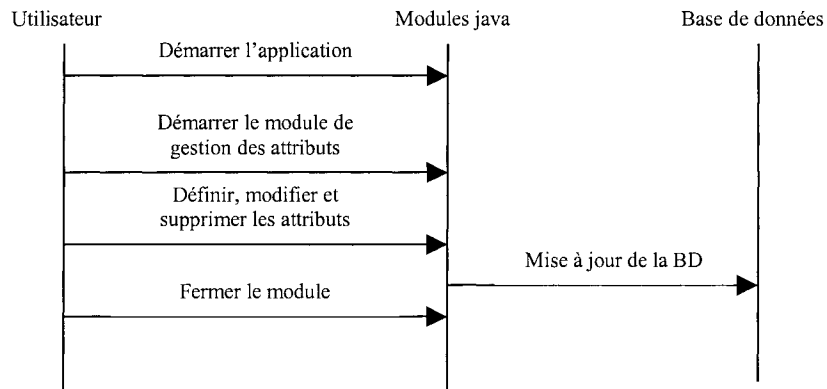 Utilisateur
Modules java
Base de données
Démarrer l'application
Démarrer le module de
gestion des attributs
Définir, modifier et
supprimer les attributs
Mise à jour de la BD
Fermer le module